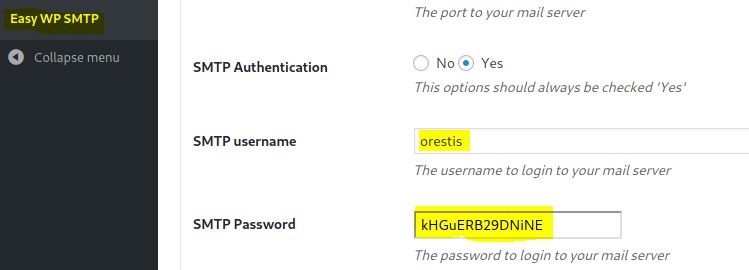 Easy WP SMTP
Collapse menu
The port to your mail server
SMTP Authentication
No Yes
This options should always be checked 'Yes'
SMTP username
orestis
The username to login to your mail server
SMTP Password
kHGuERB29DNiNE
The password to login to your mail server